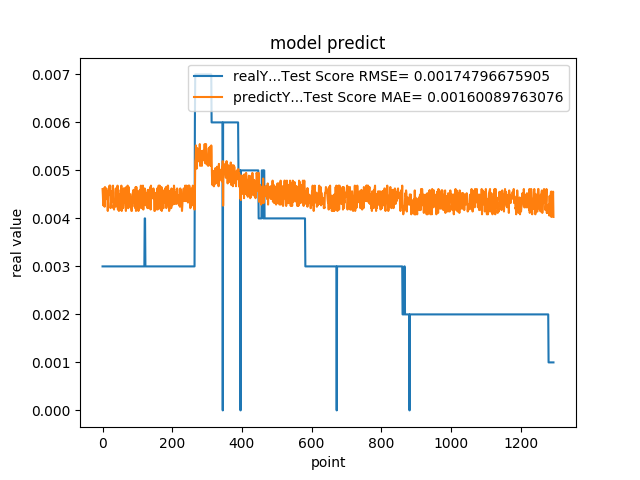 model predict
realY...Test Score RMSE= 0.00174796675905
predictY...Test Score MAE= 0.00160089763076
real value
0.007
0.006
0.005
0.004
0.003
0.002
0.001
0.000
0 200 400 600 800 1000 1200
point